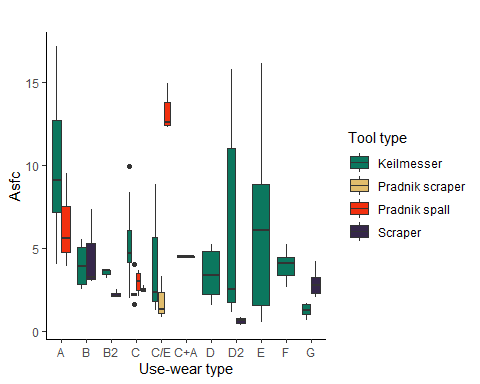 15
10
5
0
Asfc
A B B2 C C/E C+A D D2 E F G
Use-wear type
Tool type
Keilmesser
Pradnik scraper
Pradnik spall
Scraper